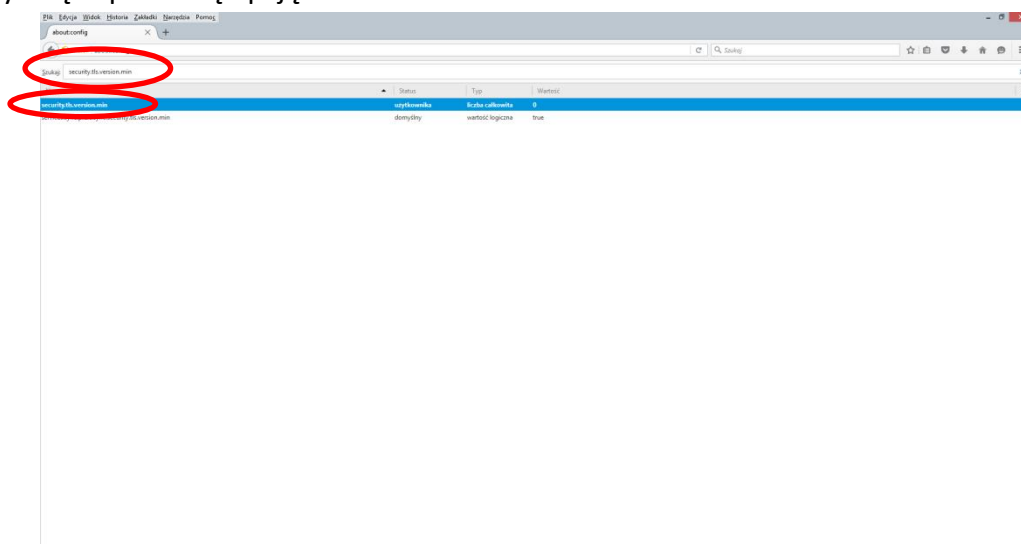 Plik Edycja Widok Historia Zakładki Narzędzia Pomoc
about:config
Szukaj
Szukaj: security.tls.version.min
Status Typ Wartość
security.tls.version.min użytkownika liczba całkowita 0
domyślny wartość logiczna true